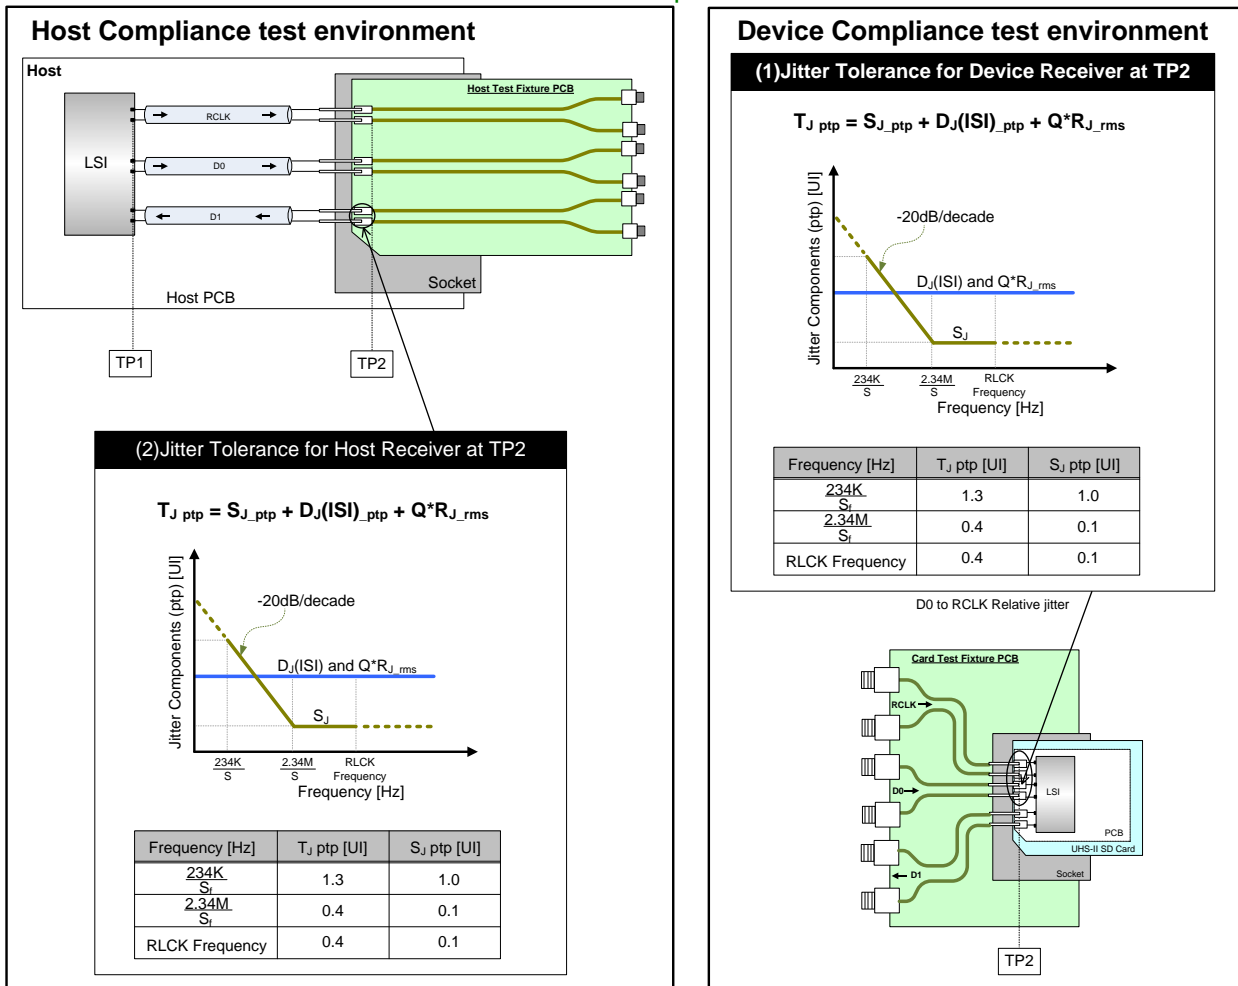 Host Compliance test environment
Host
Host Test Fixture PCB
RCLK
LSI
D0
D1
Socket
Host PCB
TP1
TP2
(2)Jitter Tolerance for Host Receiver at TP2
TJ ptp = SJ_ptp + DJ(ISI)_ptp + Q*RJ_rms
Jitter Components (ptp) [UI]
-20dB/decade
DJ(ISI) and Q*RJ_rms
SJ
234K
S
2.34M
S
RLCK
Frequency
Frequency [Hz]
Frequency [Hz] TJ ptp [UI] SJ ptp [UI]
234K
Sf
1.3 1.0
2.34M
Sf
0.4 0.1
RLCK Frequency 0.4 0.1
Device Compliance test environment
(1)Jitter Tolerance for Device Receiver at TP2
TJ ptp = SJ_ptp + DJ(ISI)_ptp + Q*RJ_rms
Jitter Components (ptp) [UI]
-20dB/decade
DJ(ISI) and Q*RJ_rms
SJ
234K
S
2.34M
S
RLCK
Frequency
Frequency [Hz]
Frequency [Hz] TJ ptp [UI] SJ ptp [UI]
234K
Sf
1.3 1.0
2.34M
Sf
0.4 0.1
RLCK Frequency 0.4 0.1
D0 to RCLK Relative jitter
Card Test Fixture PCB
RCLK
D0
LSI
PCB
UHS-II SD Card
D1
Socket
TP2